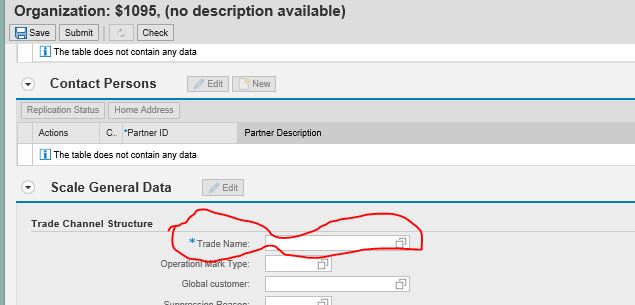 Organization: $1095, (no description available)
Save Submit Check
The table does not contain any data
Contact Persons Edit New
Replication Status Home Address
Actions C.. *Partner ID Partner Description
The table does not contain any data
Scale General Data Edit
Trade Channel Structure
* Trade Name:
Operationl Mark Type:
Global customer:
Suppression Reason: